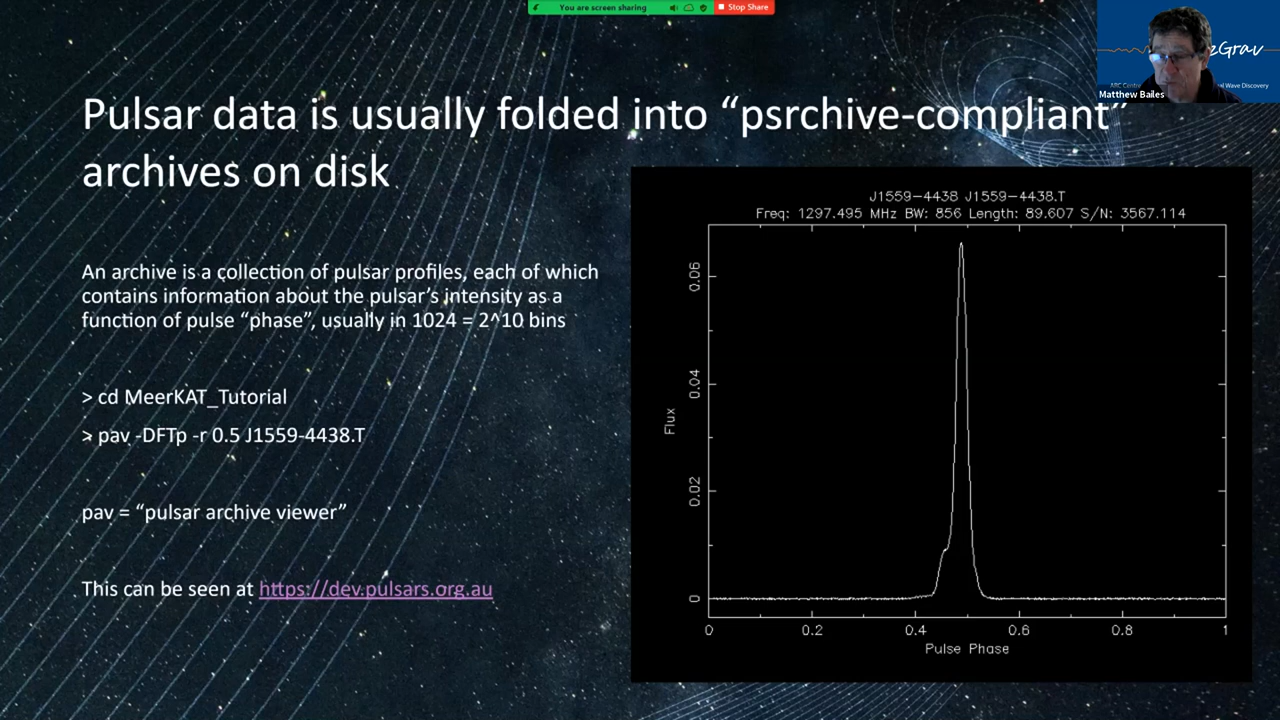 You are screen sharing
Stop Share
zGrav
Wave Discovery
Matthew Bailes
Pulsar data is usually folded into “psrchive-compliant”
archives on disk
An archive is a collection of pulsar profiles, each of which
contains information about the pulsar’s intensity as a
function of pulse “phase”, usually in 1024 = 2^10 bins
> cd MeerKAT_Tutorial
> pav -DFTp -r 0.5 J1559-4438.T
pav = “pulsar archive viewer”
This can be seen at https://dev.pulsars.org.au
J1559-4438 J1559-4438.T
Freq: 1297.495 MHz BW: 856 Length: 89.607 S/N: 3567.114
Flux
0.06
0.04
0.02
0
0 0.2 0.4 0.6 0.8 1
Pulse Phase